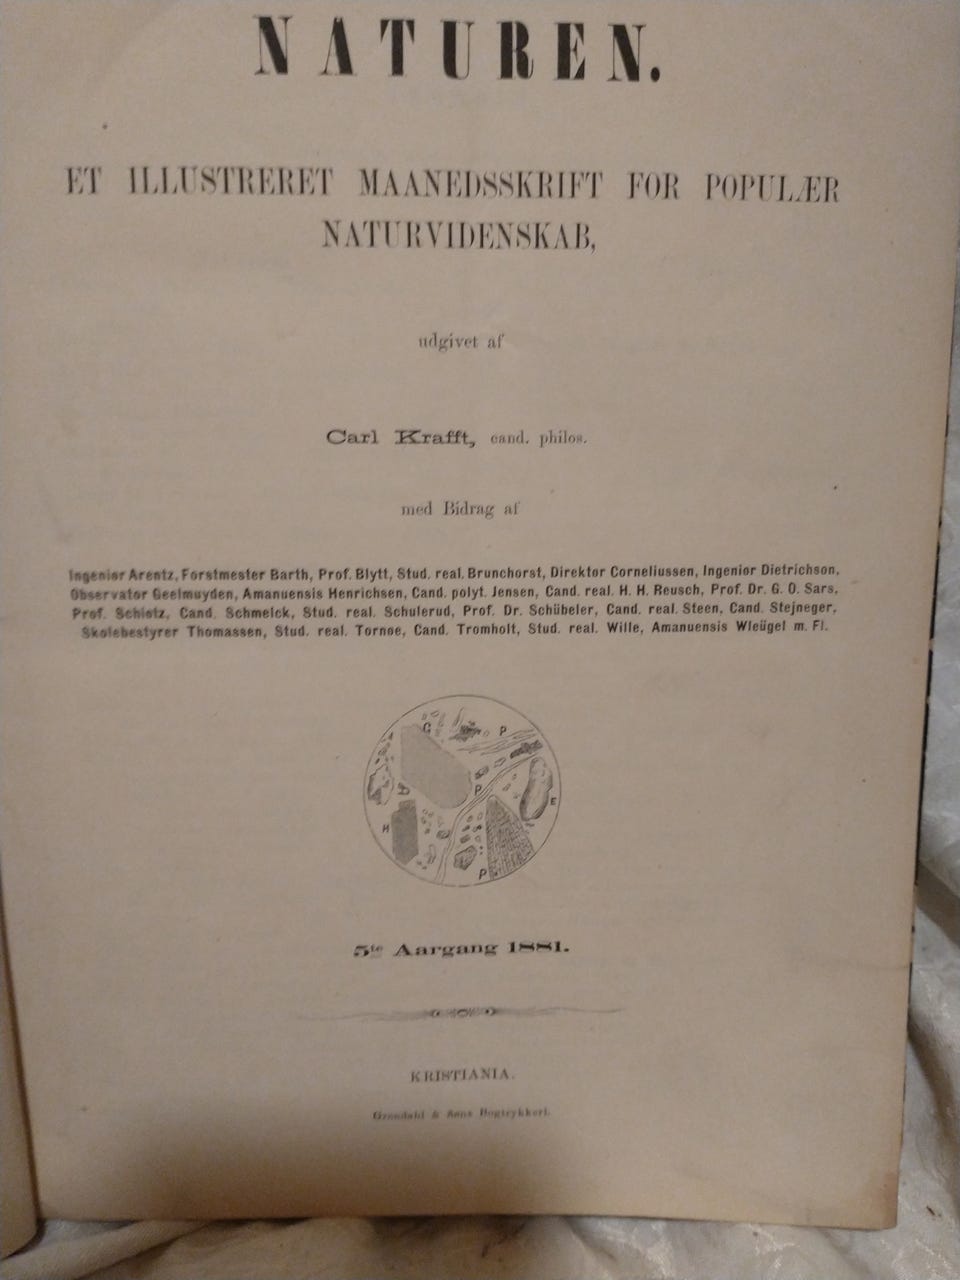 NATUREN.
ET ILLUSTRERET MAANEDSSKRIFT FOR POPULÆR
NATURVIDENSKAB,
udgivet af
Carl Krafft, cand. philos.
med Bidrag af
Ingeniør Arentz, Forstmester Barth, Prof. Blytt, Stud. real. Brunchorst, Direktør Corneliussen, Ingeniør Dietrichson,
Observator Geelmuyden, Amanuensis Henrichsen, Cand. polyt. Jensen, Cand. real. H. H. Reusch, Prof. Dr. G. O. Sars,
Prof. Schiøtz, Cand. Schmelck, Stud. real. Schulerud, Prof. Dr. Schübeler, Cand. real. Steen, Cand. Stejneger,
Skolebestyrer Thomassen, Stud. real. Tornøe, Cand. Tromholt, Stud. real. Wille, Amanuensis Wleügel m. Fl.
G P
A P E
H
P
5te Aargang 1881.
KRISTIANIA.
Grøndahl & Søns Bogtrykkeri.